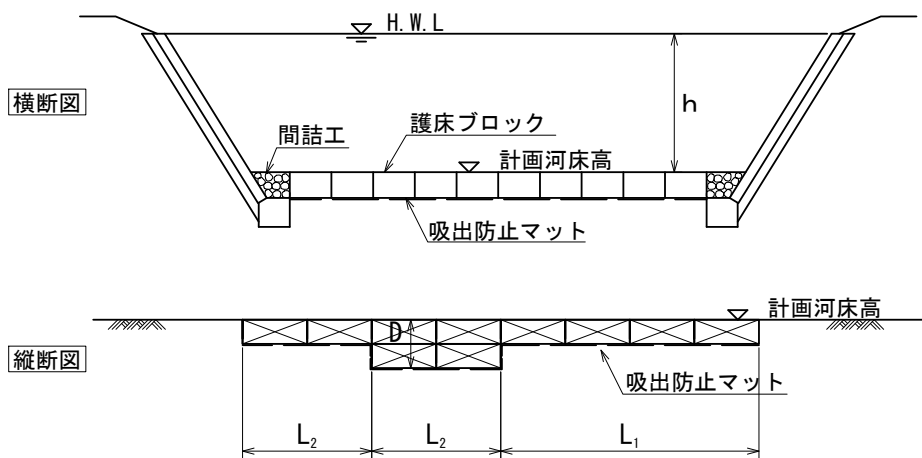 H.W.L
横断図
h
護床ブロック
間詰工
計画河床高
吸出防止マット
計画河床高
D
縦断図
吸出防止マット
L₂
L₂
L₁